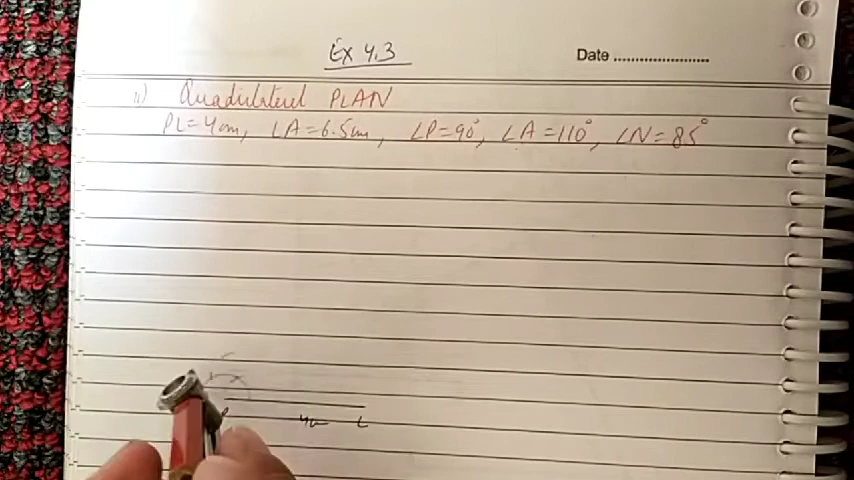 Ex 4.3
Date ........................
ii) Quadrilateral PLAN
PL=4cm, LA=6.5cm, ∠P=90°, ∠A=110°, ∠N=85°
P 4cm L